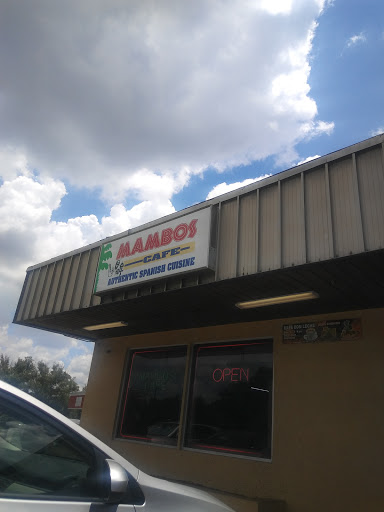 MAMBOS
CAFE
AUTHENTIC SPANISH CUISINE
OPEN